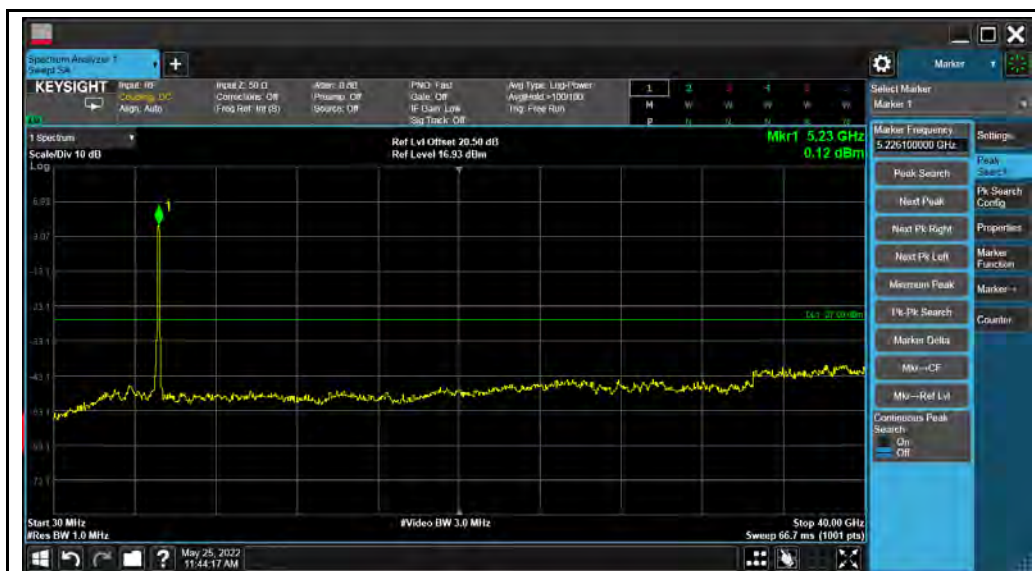 Spectrum Analyzer 1
Swept SA
+
Marker
KEYSIGHT
Input: RF
Coupling: DC
Align: Auto
Input Z: 50 Ω
Corrections: Off
Freq Ref: Int (S)
Atten: 0 dB
Preamp: Off
Source: Off
PNO: Fast
Gate: Off
IF Gain: Low
Sig Track: Off
Avg Type: Log-Power
Avg|Hold: >100/100
Trig: Free Run
1
M
P
Select Marker
Marker 1
1 Spectrum
Scale/Div 10 dB
Log
Ref Lvl Offset 20.50 dB
Ref Level 16.93 dBm
Mkr1 5.23 GHz
0.12 dBm
6.93
1
-23.1
-33.1
-43.1
-53.1
Start 30 MHz
#Res BW 1.0 MHz
#Video BW 3.0 MHz
Stop 40.00 GHz
Sweep 66.7 ms (1001 pts)
Marker Frequency
5.226100000 GHz
Peak Search
Next Peak
Next Pk Right
Next Pk Left
Minimum Peak
Pk-Pk Search
Marker Delta
Mkr→CF
Mkr→Ref Lvl
Continuous Peak
Search
On
Off
Settings
Peak
Search
Pk Search
Config
Properties
Marker
Function
Marker→
Counter
?
May 25, 2022
11:44:17 AM